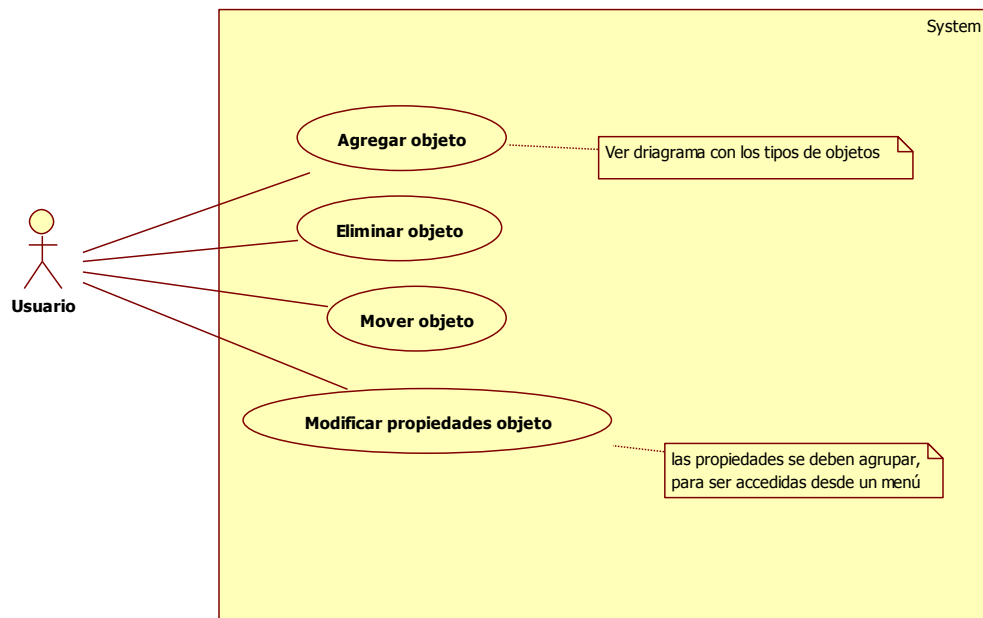 System
Agregar objeto
Ver driagrama con los tipos de objetos
Eliminar objeto
Usuario
Mover objeto
Modificar propiedades objeto
las propiedades se deben agrupar,
para ser accedidas desde un menú